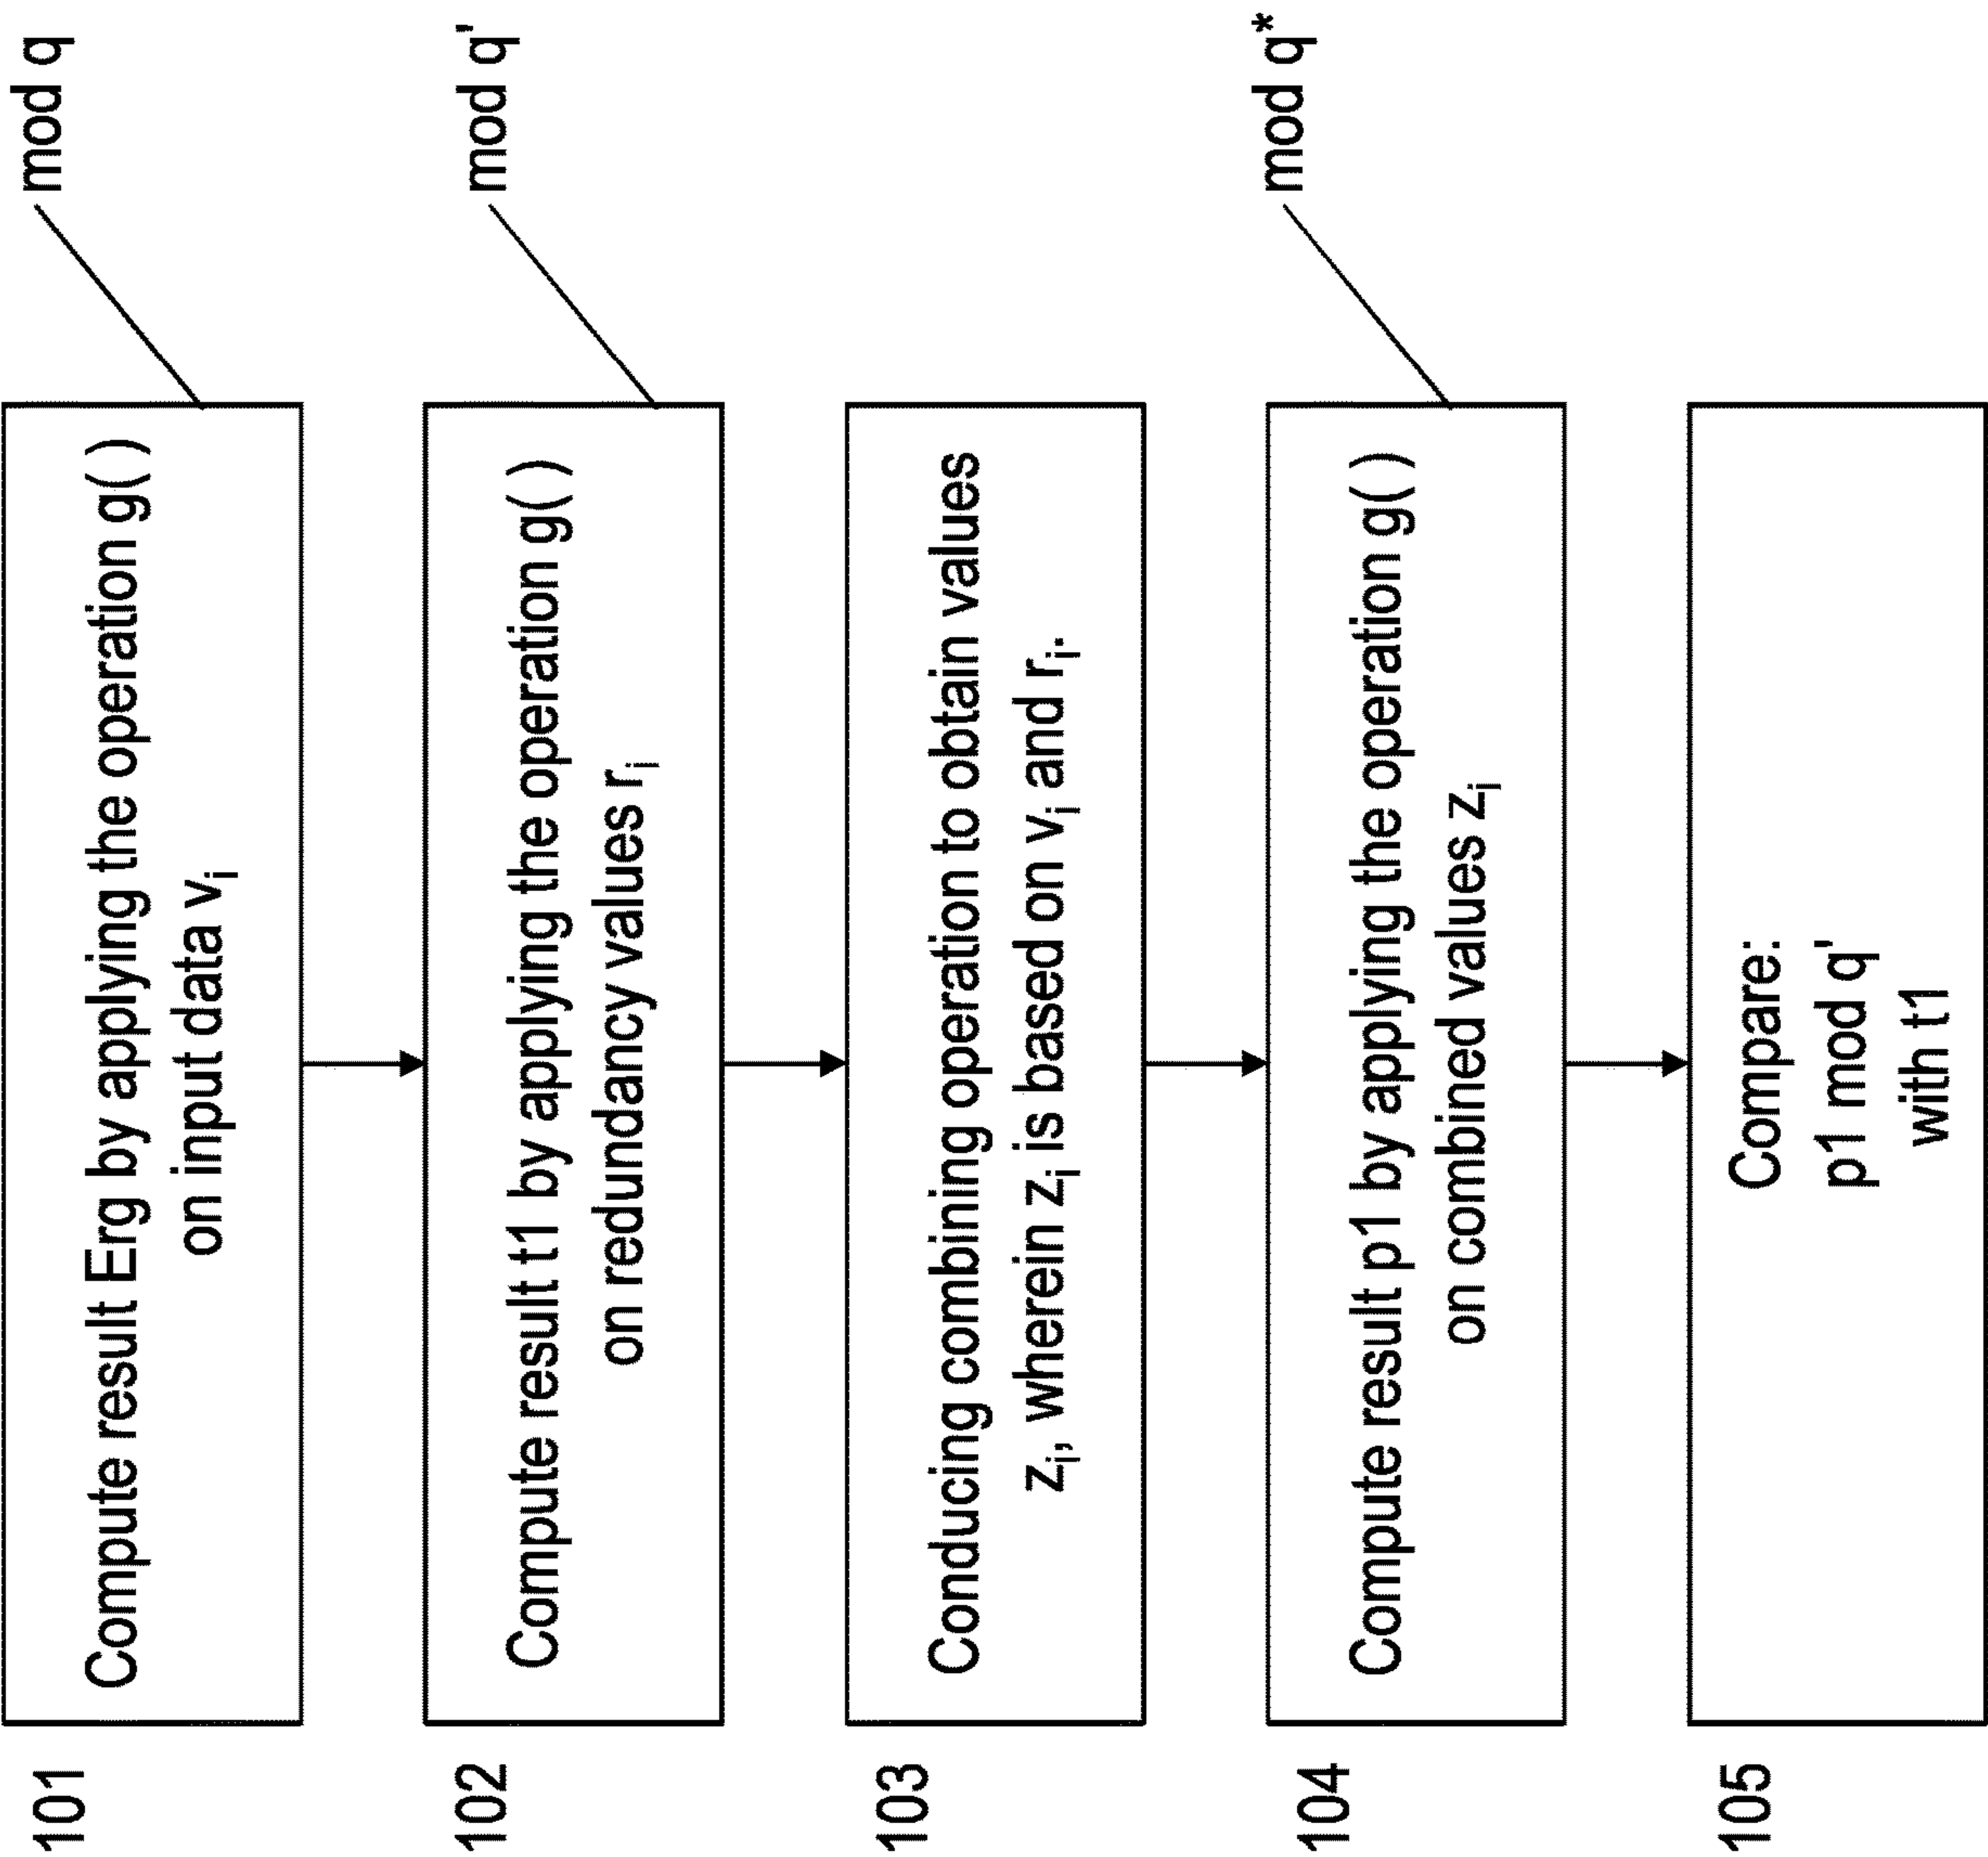 101
Compute result Erg by applying the operation g( )
on input data vᵢ
mod q
102
Compute result t1 by applying the operation g( )
on redundancy values rᵢ
mod q'
103
Conducing combining operation to obtain values
zᵢ, wherein zᵢ is based on vᵢ and rᵢ.
104
Compute result p1 by applying the operation g( )
on combined values zᵢ
mod q*
105
Compare:
p1 mod q'
with t1